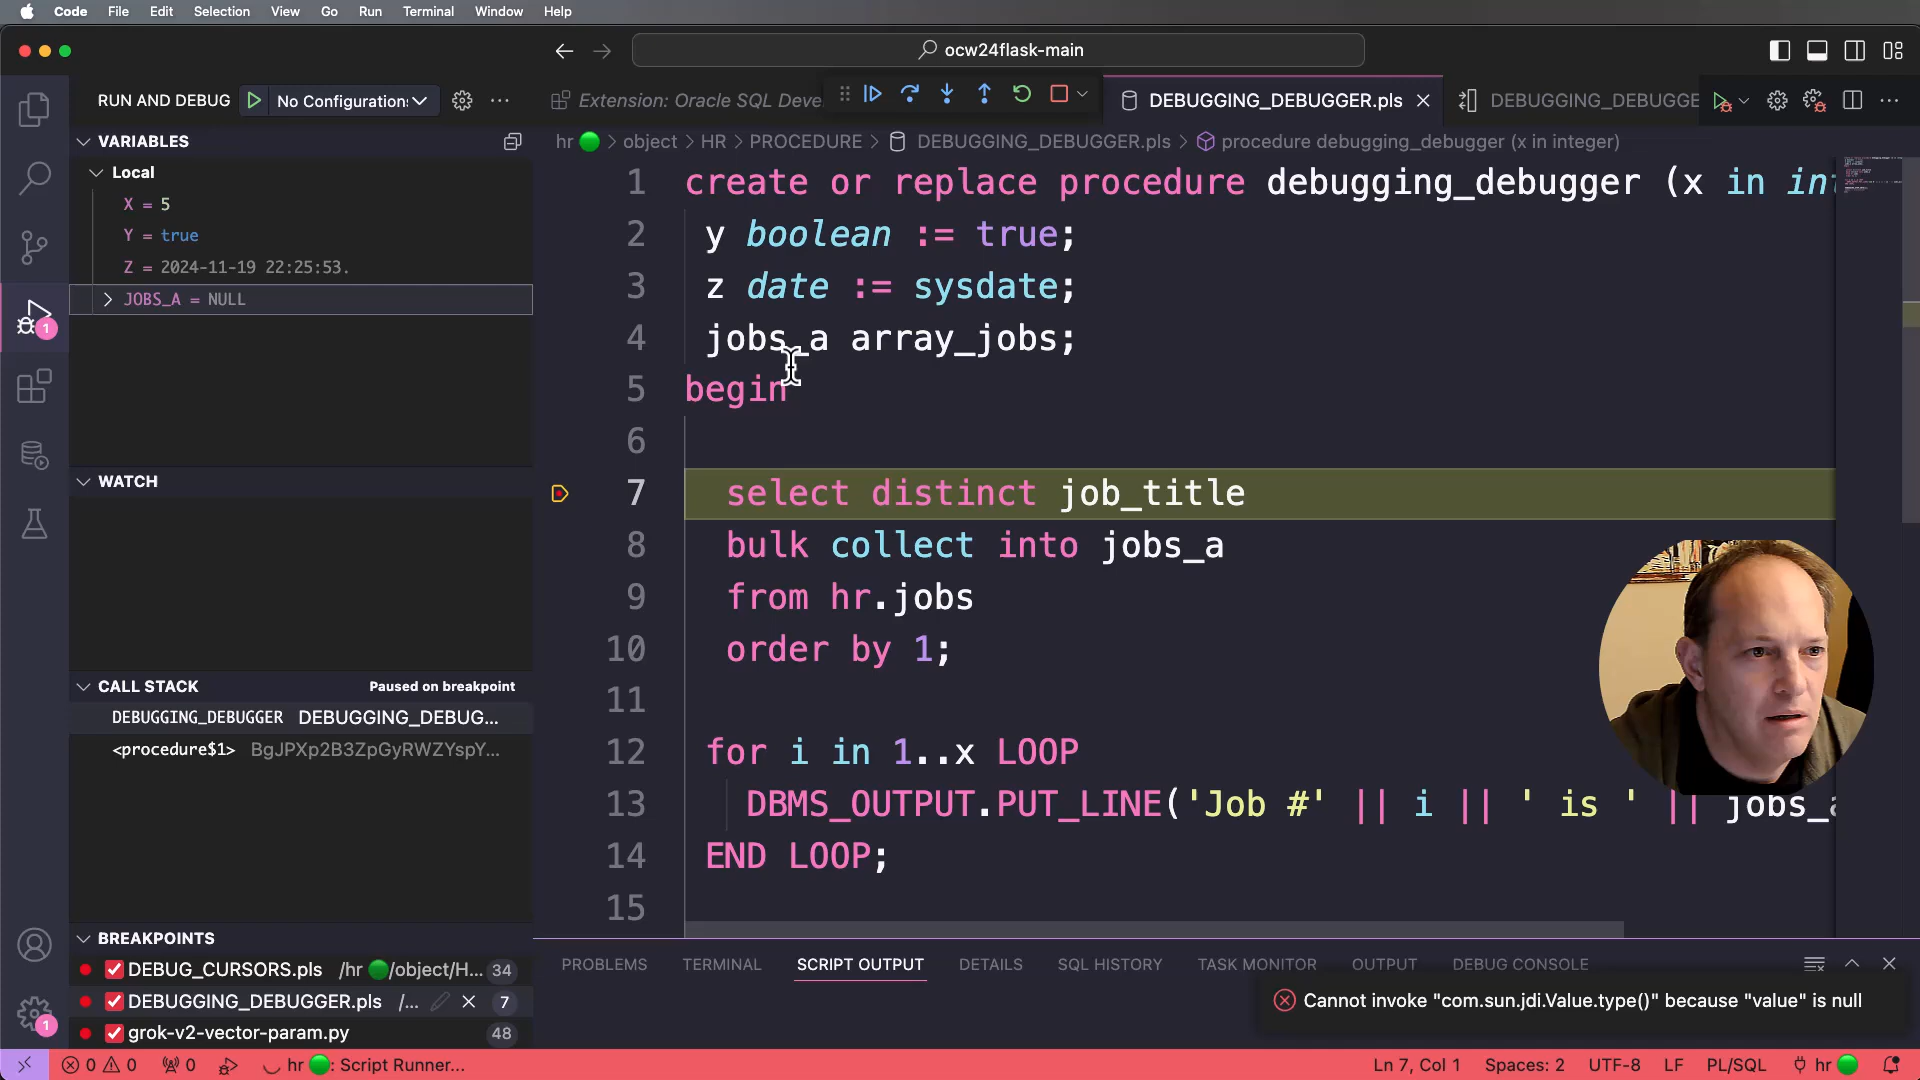 Code File Edit Selection View Go Run Terminal Window Help
ocw24flask-main
RUN AND DEBUG No Configuration:
Extension: Oracle SQL Deve
DEBUGGING_DEBUGGER.pls
DEBUGGING_DEBUGGE
VARIABLES
hr > object > HR > PROCEDURE > DEBUGGING_DEBUGGER.pls > procedure debugging_debugger (x in integer)
Local
X = 5
Y = true
Z = 2024-11-19 22:25:53.
JOBS_A = NULL
WATCH
CALL STACK Paused on breakpoint
DEBUGGING_DEBUGGER DEBUGGING_DEBUG...
<procedure$1> BgJPXp2B3ZpGyRWZYspY...
BREAKPOINTS
DEBUG_CURSORS.pls /hr /object/H... 34
DEBUGGING_DEBUGGER.pls /... 7
grok-v2-vector-param.py 48
1 create or replace procedure debugging_debugger (x in int
2 y boolean := true;
3 z date := sysdate;
4 jobs_a array_jobs;
5 begin
6
7 select distinct job_title
8 bulk collect into jobs_a
9 from hr.jobs
10 order by 1;
11
12 for i in 1..x LOOP
13 DBMS_OUTPUT.PUT_LINE('Job #' || i || ' is ' || jobs_a
14 END LOOP;
15
PROBLEMS TERMINAL SCRIPT OUTPUT DETAILS SQL HISTORY TASK MONITOR OUTPUT DEBUG CONSOLE
Cannot invoke "com.sun.jdi.Value.type()" because "value" is null
1
1
0 0 0 hr : Script Runner... Ln 7, Col 1 Spaces: 2 UTF-8 LF PL/SQL hr